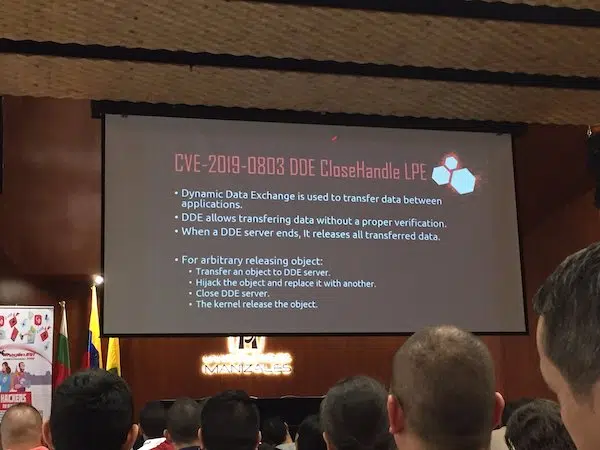 CVE-2019-0803 DDE CloseHandle LPE
• Dynamic Data Exchange is used to transfer data between
applications.
• DDE allows transfering data without a proper verification.
• When a DDE server ends, It releases all transferred data.
• For arbitrary releasing object:
• Transfer an object to DDE server.
• Hijack the object and replace it with another.
• Close DDE server.
• The kernel release the object.
MANIZALES
HACKERS